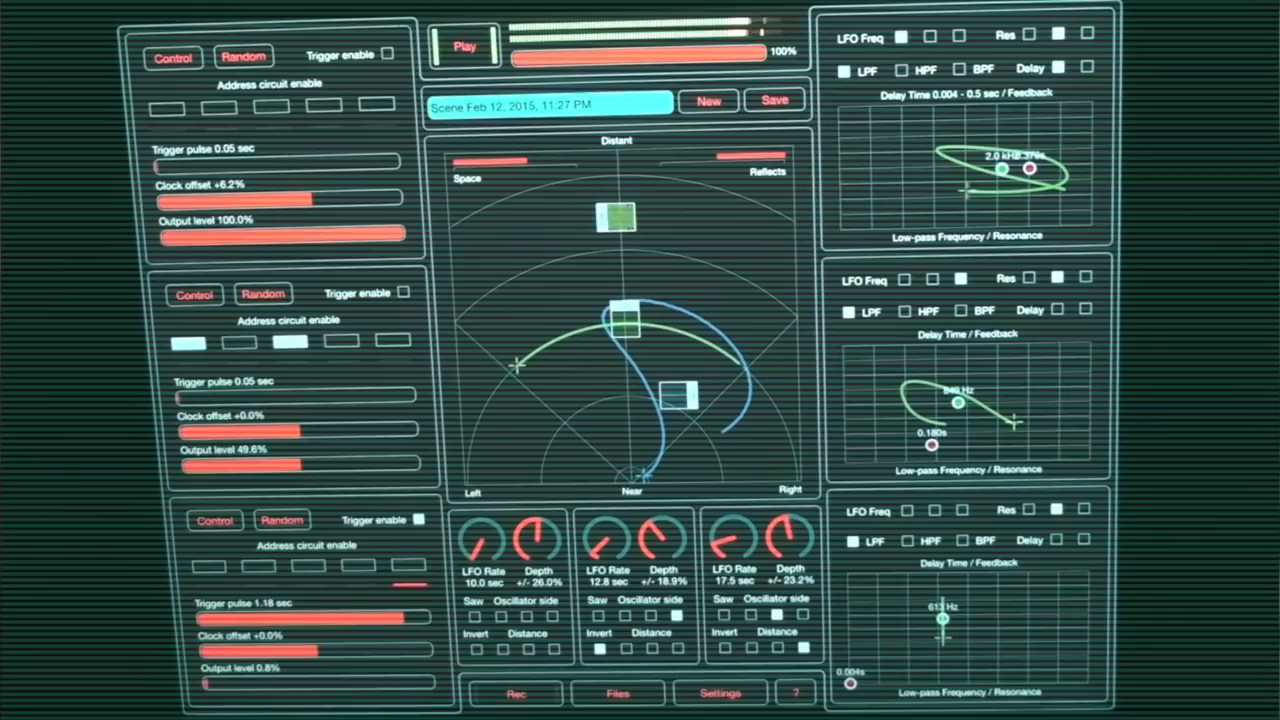 Control Random Trigger enable
Address circuit enable
Trigger pulse 0.05 sec
Clock offset +6.2%
Output level 100.0%
Control Random Trigger enable
Address circuit enable
Trigger pulse 0.05 sec
Clock offset +0.0%
Output level 49.6%
Control Random Trigger enable
Address circuit enable
Trigger pulse 1.18 sec
Clock offset +0.0%
Output level 0.8%
Play
100%
Scene Feb 12, 2015, 11:27 PM New Save
Distant
Space Reflects
Left Near Right
LFO Rate Depth
10.0 sec +/- 26.0%
Saw Oscillator side
Invert Distance
LFO Rate Depth
12.8 sec +/- 18.9%
Saw Oscillator side
Invert Distance
LFO Rate Depth
17.5 sec +/- 23.2%
Saw Oscillator side
Invert Distance
Rec Files Settings ?
LFO Freq Res
LPF HPF BPF Delay
Delay Time 0.004 - 0.5 sec / Feedback
2.0 kHz
Low-pass Frequency / Resonance
LFO Freq Res
LPF HPF BPF Delay
Delay Time / Feedback
Hz
0.180s
Low-pass Frequency / Resonance
LFO Freq Res
LPF HPF BPF Delay
Delay Time / Feedback
613 Hz
0.004s
Low-pass Frequency / Resonance